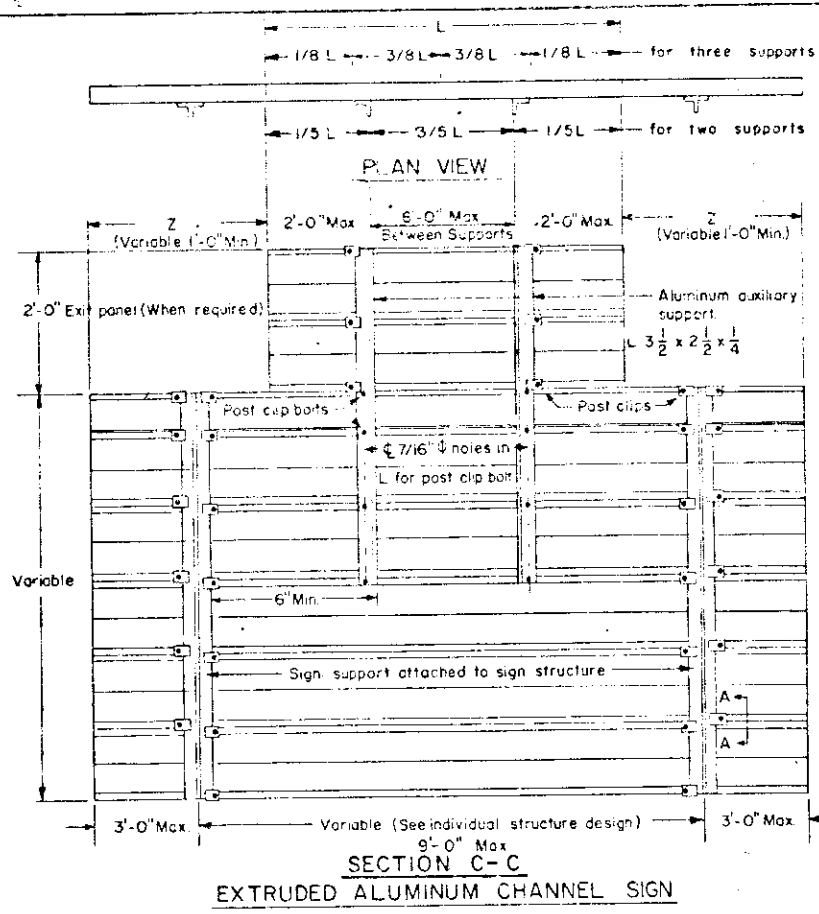 L
1/8 L 3/8 L 3/8 L 1/8 L for three supports
1/5 L 3/5 L 1/5 L for two supports
PLAN VIEW
Z 2'-0" Max 6'-0" Max 2'-0" Max. Z
(Variable 1'-0" Min.) Between Supports (Variable 1'-0" Min.)
2'-0" Exit panel (When required)
Aluminum auxiliary
support.
L 3 1/2 x 2 1/2 x 1/4
Post clip bolts
Post clips
℄ 7/16" ϕ holes in
L for post clip bolt
Variable
6" Min.
Sign support attached to sign structure
A
A
3'-0" Max. Variable (See individual structure design) 3'-0" Max.
9'-0" Max
SECTION C-C
EXTRUDED ALUMINUM CHANNEL SIGN